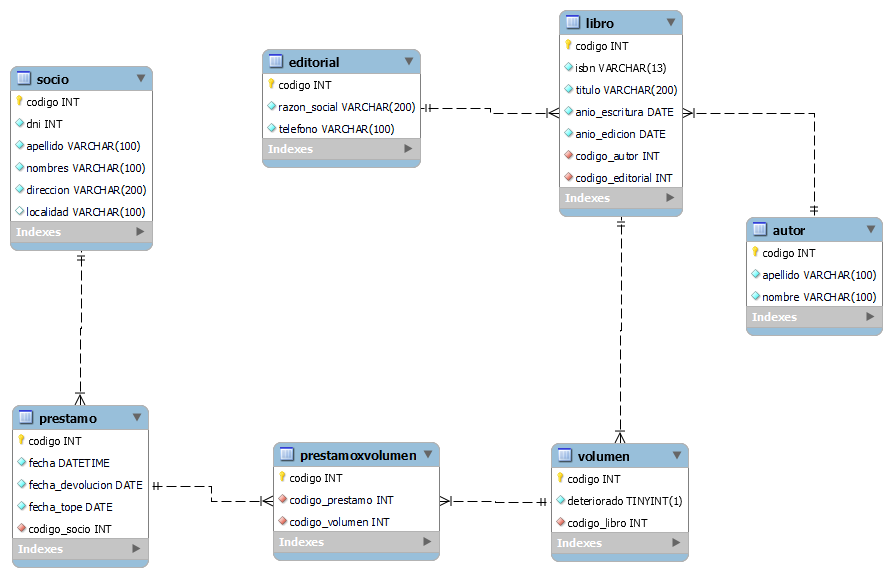 socio
codigo INT
dni INT
apellido VARCHAR(100)
nombres VARCHAR(100)
direccion VARCHAR(200)
localidad VARCHAR(100)
Indexes
editorial
codigo INT
razon_social VARCHAR(200)
telefono VARCHAR(100)
Indexes
libro
codigo INT
isbn VARCHAR(13)
titulo VARCHAR(200)
anio_escritura DATE
anio_edicion DATE
codigo_autor INT
codigo_editorial INT
Indexes
autor
codigo INT
apellido VARCHAR(100)
nombre VARCHAR(100)
Indexes
prestamo
codigo INT
fecha DATETIME
fecha_devolucion DATE
fecha_tope DATE
codigo_socio INT
Indexes
prestamoxvolumen
codigo INT
codigo_prestamo INT
codigo_volumen INT
Indexes
volumen
codigo INT
deteriorado TINYINT(1)
codigo_libro INT
Indexes